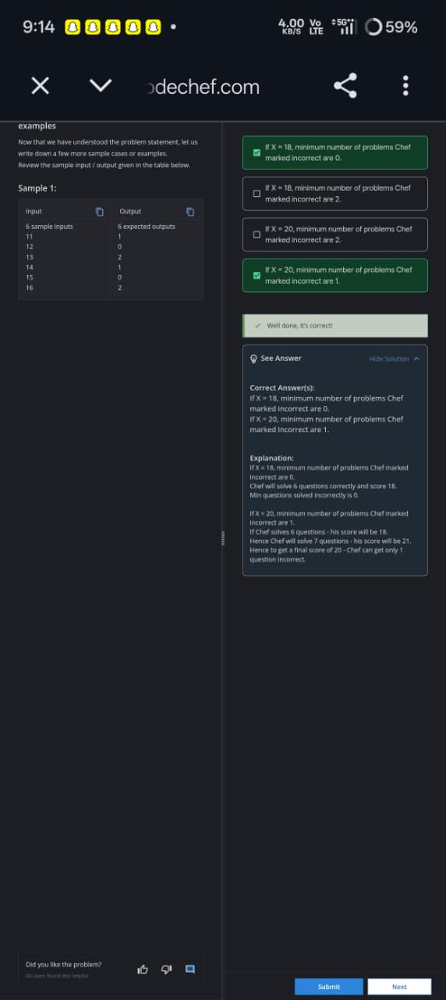 9:14
4.00 KB/S Vo LTE 5G 59%
dechef.com
examples
Now that we have understood the problem statement, let us
write down a few more sample cases or examples.
Review the sample input / output given in the table below.
Sample 1:
Input Output
6 sample inputs 6 expected outputs
11 1
12 0
13 2
14 1
15 0
16 2
If X = 18, minimum number of problems Chef
marked incorrect are 0.
If X = 18, minimum number of problems Chef
marked incorrect are 2.
If X = 20, minimum number of problems Chef
marked incorrect are 2.
If X = 20, minimum number of problems Chef
marked incorrect are 1.
Well done, it's correct!
See Answer Hide Solution
Correct Answer(s):
If X = 18, minimum number of problems Chef
marked incorrect are 0.
If X = 20, minimum number of problems Chef
marked incorrect are 1.
Explanation:
If X = 18, minimum number of problems Chef marked
incorrect are 0.
Chef will solve 6 questions correctly and score 18.
Min questions solved incorrectly is 0.
If X = 20, minimum number of problems Chef marked
incorrect are 1.
If Chef solves 6 questions - his score will be 18.
Hence Chef will solve 7 questions - his score will be 21.
Hence to get a final score of 20 - Chef can get only 1
question incorrect.
Did you like the problem?
60 users found this helpful
Submit Next